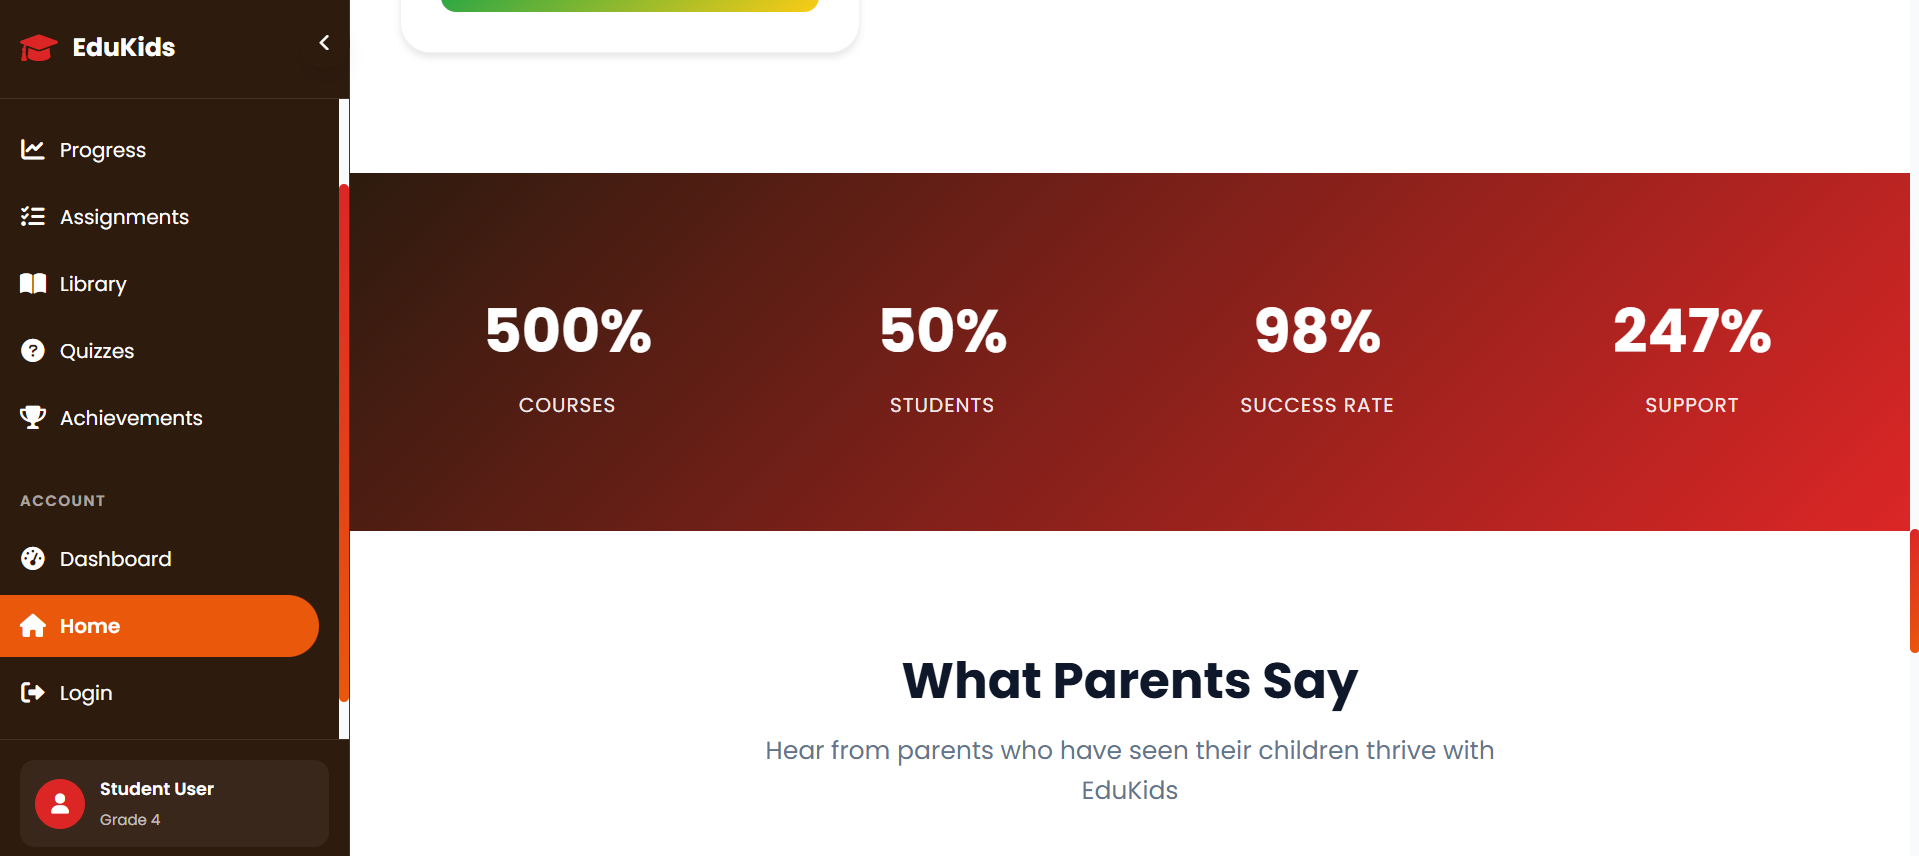 EduKids
Progress
Assignments
Library
Quizzes
Achievements
ACCOUNT
Dashboard
Home
Login
Student User
Grade 4
500%
COURSES
50%
STUDENTS
98%
SUCCESS RATE
247%
SUPPORT
What Parents Say
Hear from parents who have seen their children thrive with
EduKids